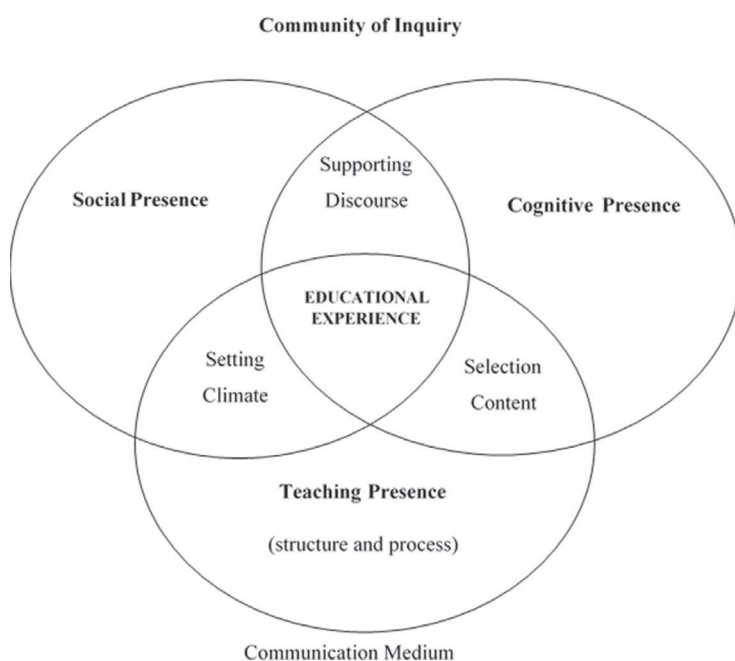 Community of Inquiry
Supporting
Discourse
Social Presence
Cognitive Presence
EDUCATIONAL
EXPERIENCE
Setting
Climate
Selection
Content
Teaching Presence
(structure and process)
Communication Medium